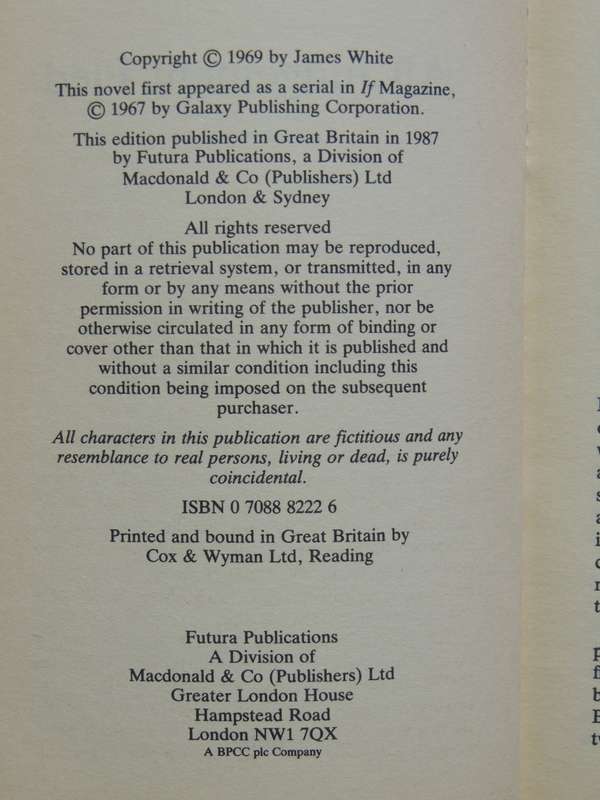 Copyright © 1969 by James White
This novel first appeared as a serial in If Magazine,
© 1967 by Galaxy Publishing Corporation.
This edition published in Great Britain in 1987
by Futura Publications, a Division of
Macdonald & Co (Publishers) Ltd
London & Sydney
All rights reserved
No part of this publication may be reproduced,
stored in a retrieval system, or transmitted, in any
form or by any means without the prior
permission in writing of the publisher, nor be
otherwise circulated in any form of binding or
cover other than that in which it is published and
without a similar condition including this
condition being imposed on the subsequent
purchaser.
All characters in this publication are fictitious and any
resemblance to real persons, living or dead, is purely
coincidental.
ISBN 0 7088 8222 6
Printed and bound in Great Britain by
Cox & Wyman Ltd, Reading
Futura Publications
A Division of
Macdonald & Co (Publishers) Ltd
Greater London House
Hampstead Road
London NW1 7QX
A BPCC plc Company